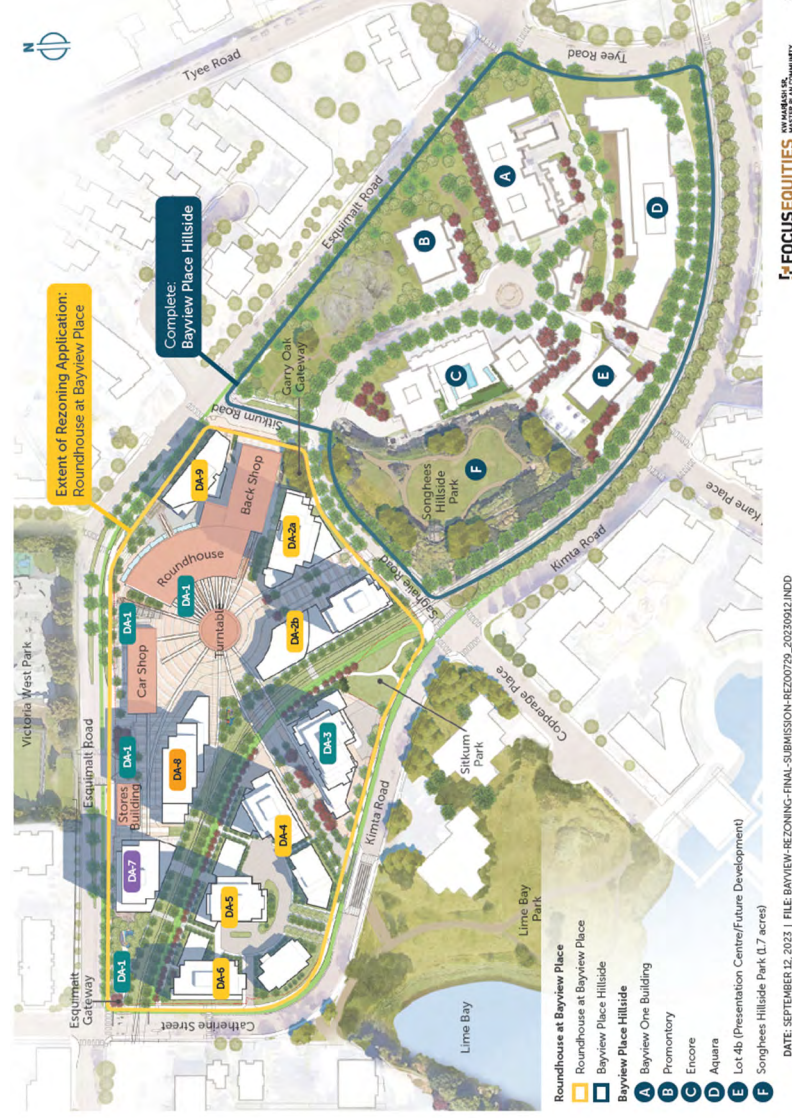 N
Tyee Road
Tyee Road
Esquimalt Road
Extent of Rezoning Application:
Roundhouse at Bayview Place
Complete:
Bayview Place Hillside
Victoria West Park
Esquimalt Road
Esquimalt
Gateway
Catherine Street
Sitkum Road
Garry Oak
Gateway
Saghalie Road
Kimta Road
Kimta Road
Cooperage Place
Kane Place
Songhees
Hillside
Park
Sitkum
Park
Lime Bay
Park
Lime Bay
Stores
Building
Car Shop
Roundhouse
Turntable
Back Shop
DA-1
DA-1
DA-1
DA-1
DA-2a
DA-2b
DA-3
DA-4
DA-5
DA-6
DA-7
DA-8
DA-9
A
B
C
D
E
F
Roundhouse at Bayview Place
Roundhouse at Bayview Place
Bayview Place Hillside
Bayview Place Hillside
A Bayview One Building
B Promontory
C Encore
D Aquara
E Lot 4b (Presentation Centre/Future Development)
F Songhees Hillside Park (1.7 acres)
DATE: SEPTEMBER 12, 2023 | FILE: BAYVIEW-REZONING-FINAL-SUBMISSION-REZ00729_20230912.INDD
FOCUSEQUITIES